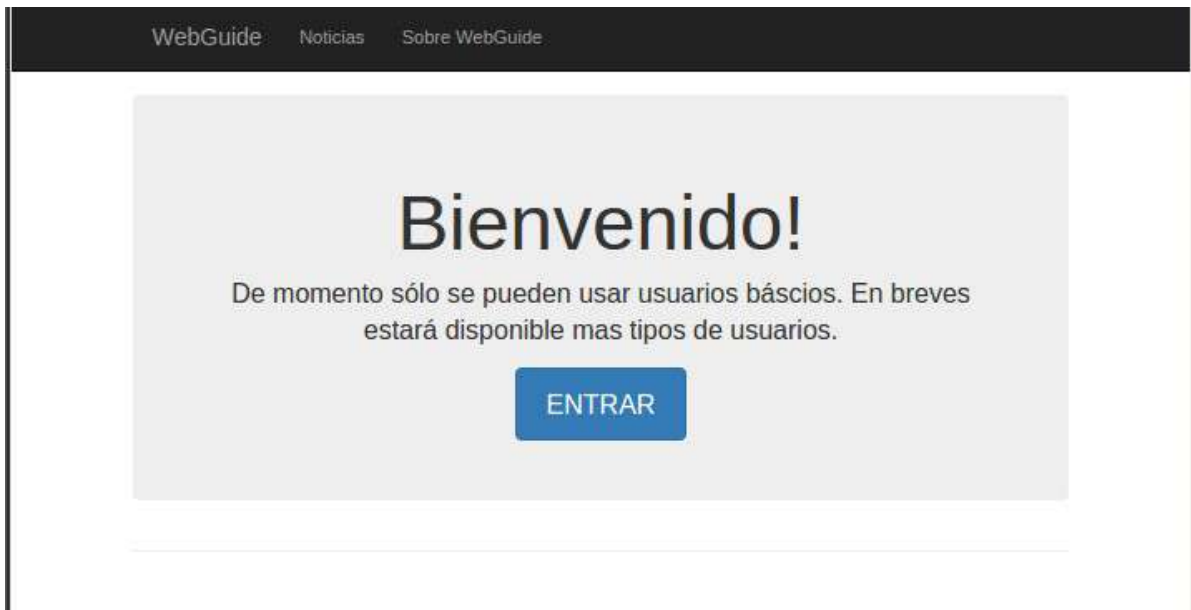 WebGuide Noticias Sobre WebGuide
Bienvenido!
De momento sólo se pueden usar usuarios báscios. En breves
estará disponible mas tipos de usuarios.
ENTRAR